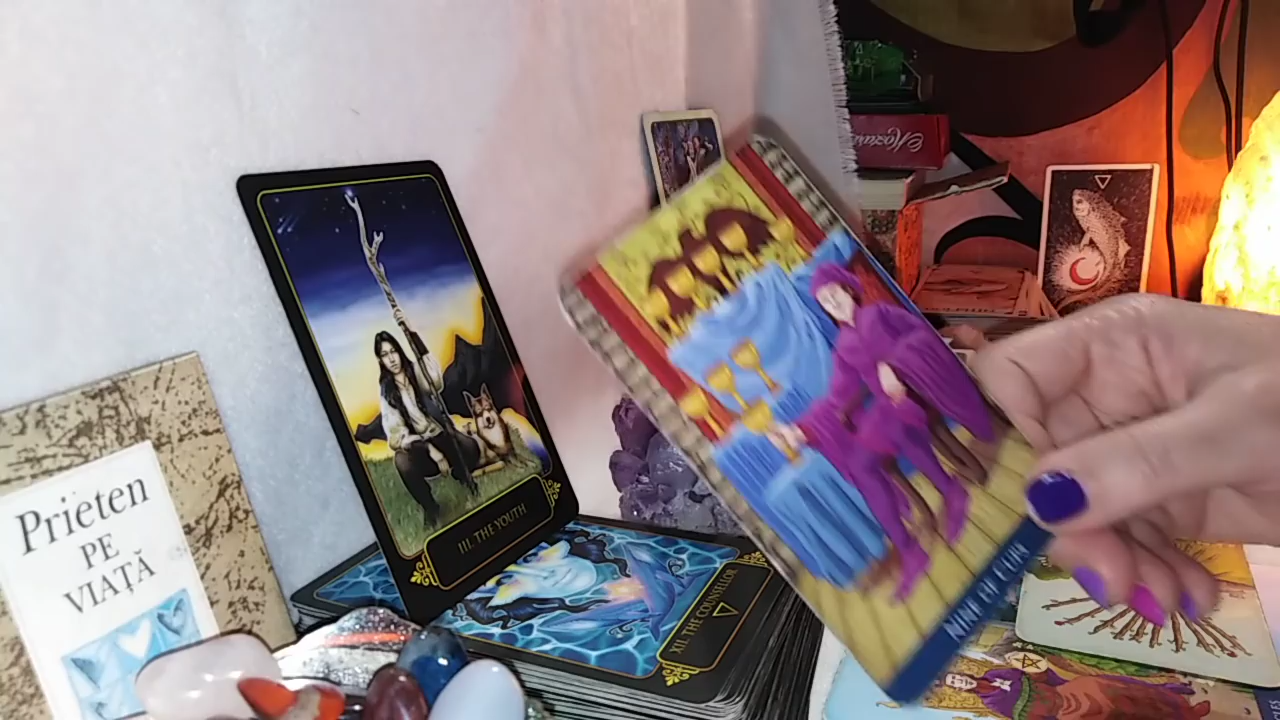 Prieten
PE
VIAȚĂ
III. THE YOUTH
XII. THE COUNSELLOR
NINE OF CUPS